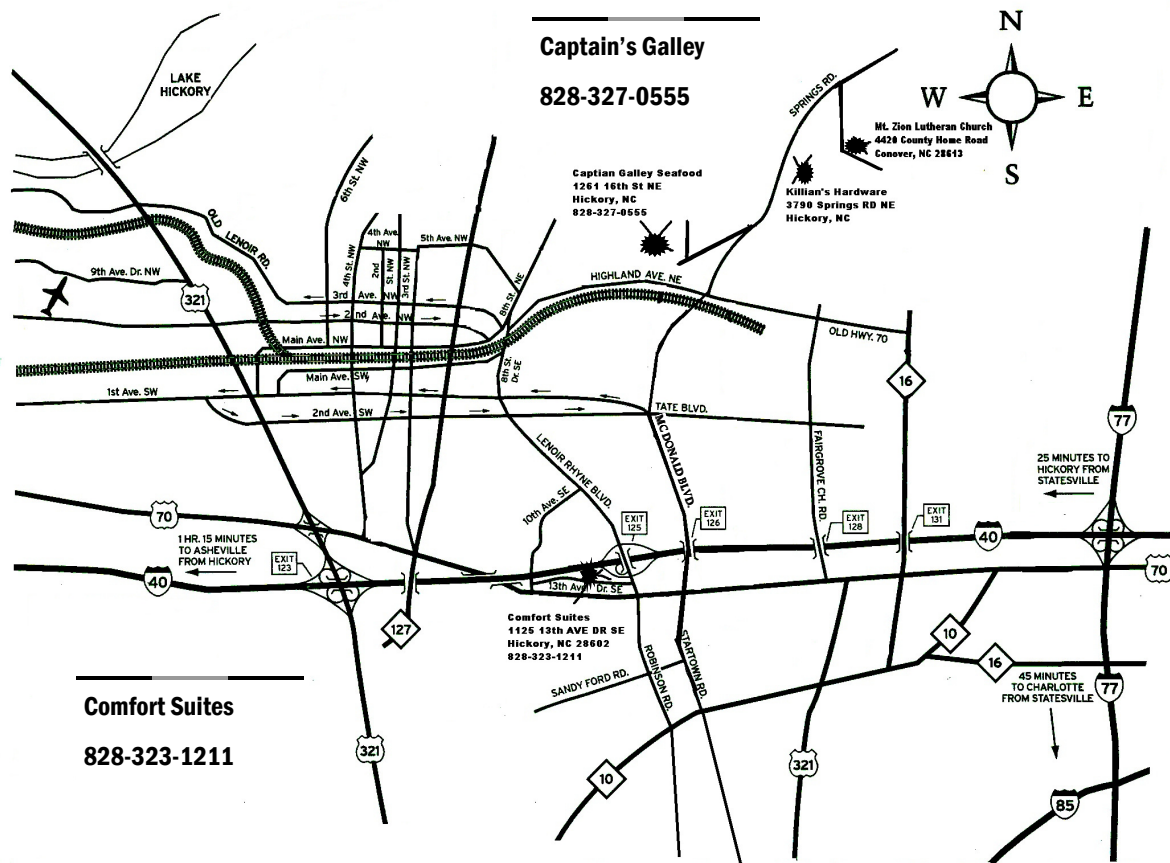 Captain's Galley
828-327-0555
N
W
E
S
LAKE
HICKORY
SPRINGS RD.
Mt. Zion Lutheran Church
4420 County Home Road
Conover, NC 28613
Captian Galley Seafood
1261 16th St NE
Hickory, NC
828-327-0555
Killian's Hardware
3790 Springs RD NE
Hickory, NC
6th St. NW
OLD
LENOIR RD.
4th Ave.
NW
5th Ave. NW
4th St. NW
2nd
St. NW
3rd St. NW
9th Ave. Dr. NW
321
8th St. NE
HIGHLAND AVE. NE
3rd Ave. NW
2nd Ave. NW
Main Ave. NW
OLD HWY. 70
Main Ave. SW
8th St.
Dr. SE
16
1st Ave. SW
2nd Ave. SW
TATE BLVD.
77
LENOIR RHYNE BLVD.
MCDONALD BLVD.
FAIRGROVE CH. RD.
25 MINUTES TO
HICKORY FROM
STATESVILLE
10th Ave. SE
70
EXIT
125
EXIT
126
EXIT
128
EXIT
131
1 HR. 15 MINUTES
TO ASHEVILLE
FROM HICKORY
EXIT
123
40
40
70
13th Ave. Dr. SE
Comfort Suites
1125 13th AVE DR SE
Hickory, NC 28602
828-323-1211
127
10
16
ROBINSON RD.
STARTOWN RD.
SANDY FORD RD.
45 MINUTES
TO CHARLOTTE
FROM STATESVILLE
77
Comfort Suites
828-323-1211
321
10
321
85